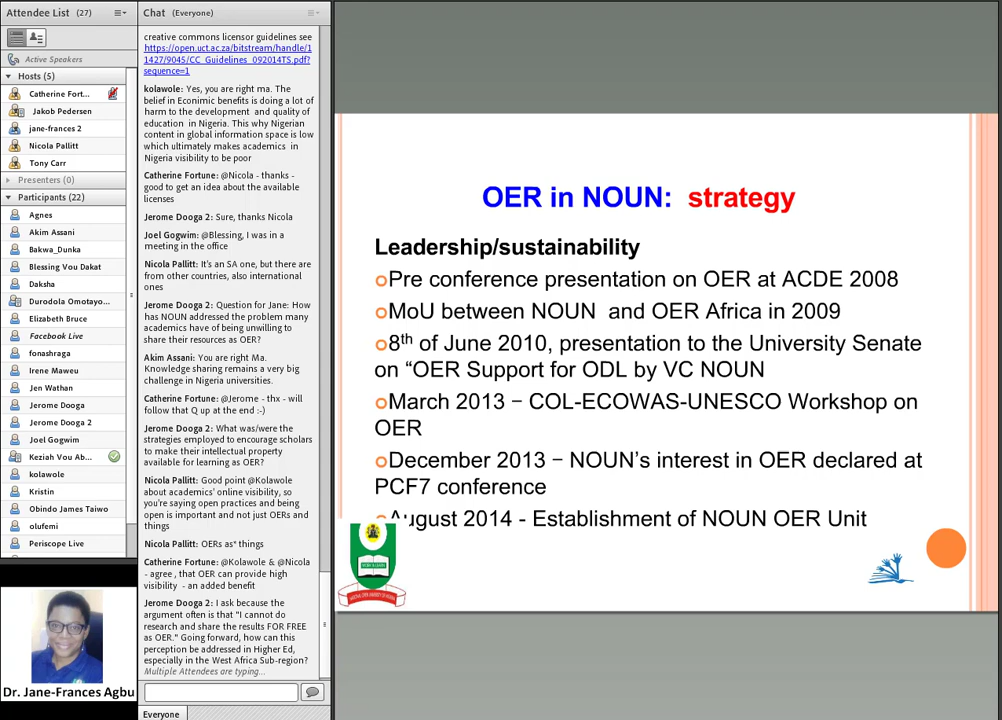 Attendee List (27)
Active Speakers
Hosts (5)
Catherine Fort...
Jakob Pedersen
jane-frances 2
Nicola Pallitt
Tony Carr
Presenters (0)
Participants (22)
Agnes
Akim Assani
Bakwa_Dunka
Blessing Vou Dakat
Daksha
Durodola Omotayo...
Elizabeth Bruce
Facebook Live
fonashraga
Irene Maweu
Jen Wathan
Jerome Dooga
Jerome Dooga 2
Joel Gogwim
Keziah Vou Ab...
kolawole
Kristin
Obindo James Taiwo
olufemi
Periscope Live
Dr. Jane-Frances Agbu
Chat (Everyone)
creative commons licensor guidelines see
https://open.uct.ac.za/bitstream/handle/1
1427/9045/CC_Guidelines_092014TS.pdf?
sequence=1
kolawole: Yes, you are right ma. The
belief in Econimic benefits is doing a lot of
harm to the development and quality of
education in Nigeria. This why Nigerian
content in global information space is low
which ultimately makes academics in
Nigeria visibility to be poor
Catherine Fortune: @Nicola - thanks -
good to get an idea about the available
licenses
Jerome Dooga 2: Sure, thanks Nicola
Joel Gogwim: @Blessing, I was in a
meeting in the office
Nicola Pallitt: It's an SA one, but there are
from other countries, also international
ones
Jerome Dooga 2: Question for Jane: How
has NOUN addressed the problem many
academics have of being unwilling to
share their resources as OER?
Akim Assani: You are right Ma.
Knowledge sharing remains a very big
challenge in Nigeria universities.
Catherine Fortune: @Jerome - thx - will
follow that Q up at the end :-)
Jerome Dooga 2: What was/were the
strategies employed to encourage scholars
to make their intellectual property
available for learning as OER?
Nicola Pallitt: Good point @Kolawole
about academics' online visibility, so
you're saying open practices and being
open is important and not just OERs and
things
Nicola Pallitt: OERs as* things
Catherine Fortune: @Kolawole & @Nicola
- agree , that OER can provide high
visibility - an added benefit
Jerome Dooga 2: I ask because the
argument often is that "I cannot do
research and share the results FOR FREE
as OER." Going forward, how can this
perception be addressed in Higher Ed,
especially in the West Africa Sub-region?
Multiple Attendees are typing...
Everyone
OER in NOUN: strategy
Leadership/sustainability
Pre conference presentation on OER at ACDE 2008
MoU between NOUN and OER Africa in 2009
8th of June 2010, presentation to the University Senate
on “OER Support for ODL by VC NOUN
March 2013 – COL-ECOWAS-UNESCO Workshop on
OER
December 2013 – NOUN’s interest in OER declared at
PCF7 conference
August 2014 - Establishment of NOUN OER Unit